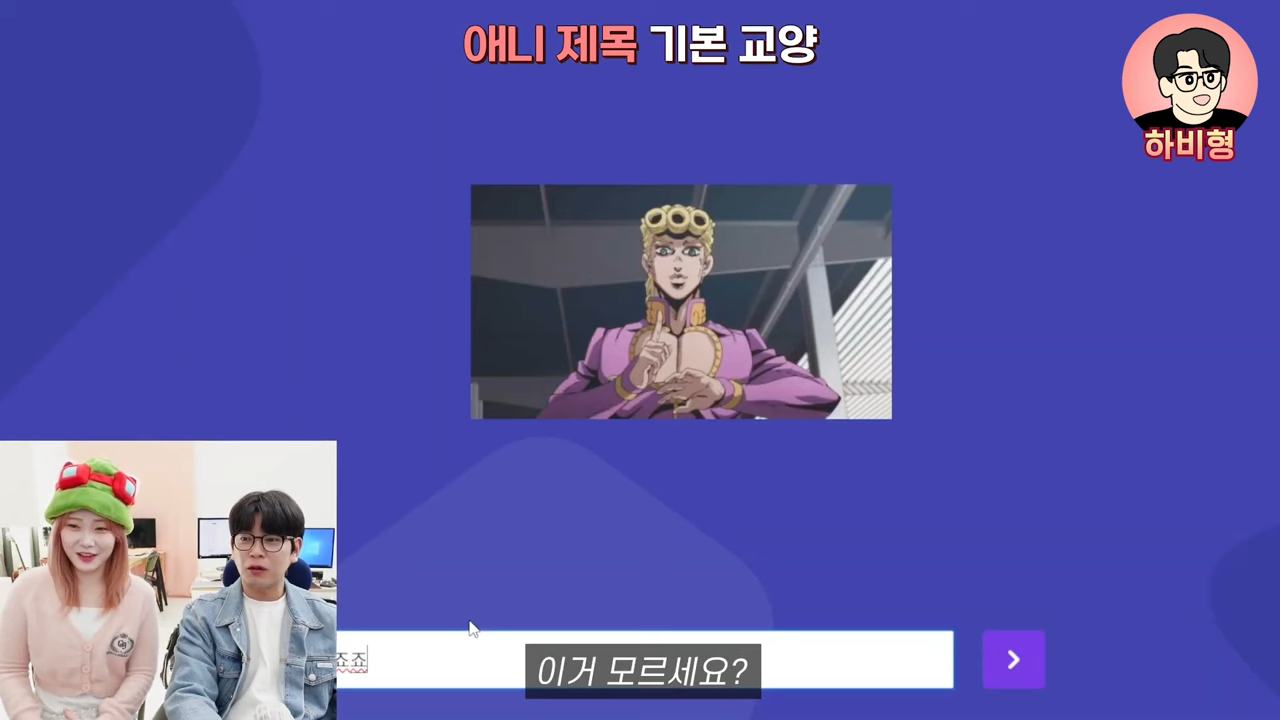 애니 제목 기본 교양
하비형
죠죠
이거 모르세요?